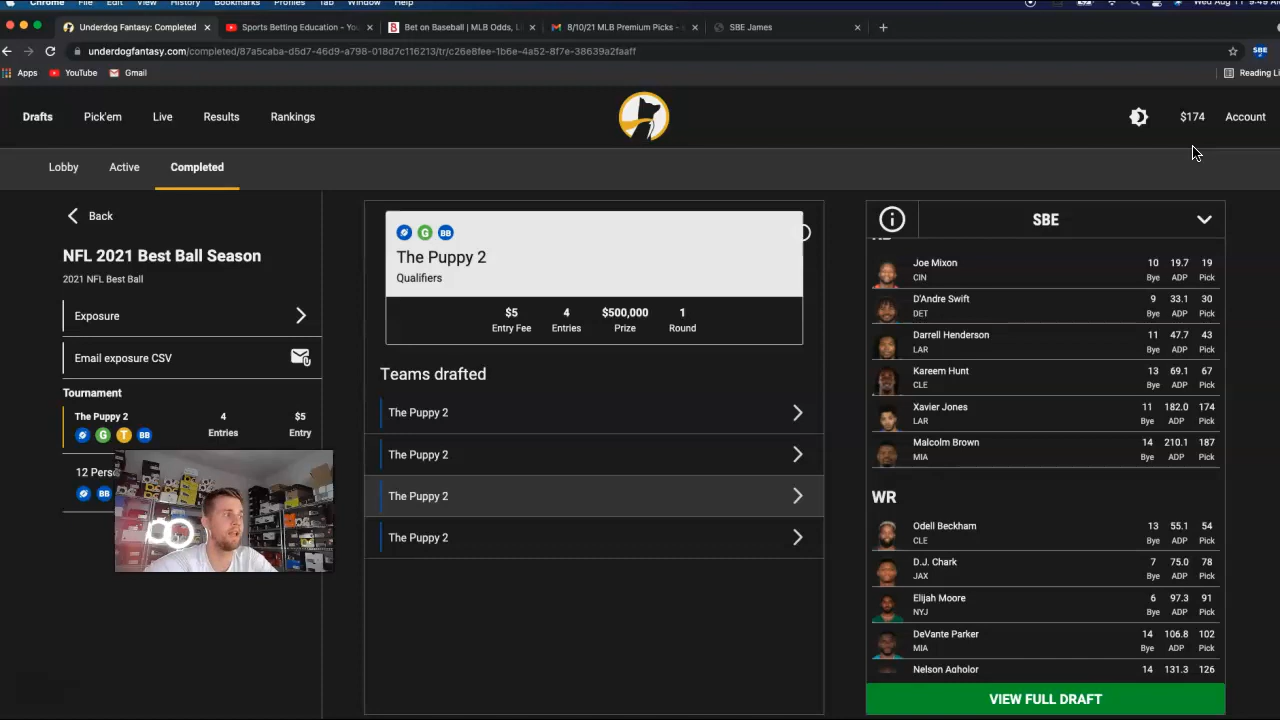 Chrome File Edit View History Bookmarks Profiles Tab Window Help
Underdog Fantasy: Completed
Sports Betting Education - Yo
Bet on Baseball | MLB Odds, L
8/10/21 MLB Premium Picks -
SBE James
underdogfantasy.com/completed/87a5caba-d5d7-46d9-a798-018d7c116213/tr/c26e8fee-1b6e-4a52-8f7e-38639a2faaff
SBE
Apps YouTube Gmail Reading Li
Drafts Pick'em Live Results Rankings $174 Account
Lobby Active Completed
Back
NFL 2021 Best Ball Season
2021 NFL Best Ball
Exposure
Email exposure CSV
Tournament
The Puppy 2 4 $5
G T BB Entries Entry
12 Pers
BB
G BB
The Puppy 2
Qualifiers
$5 4 $500,000 1
Entry Fee Entries Prize Round
Teams drafted
The Puppy 2
The Puppy 2
The Puppy 2
The Puppy 2
SBE
Joe Mixon 10 19.7 19
CIN Bye ADP Pick
D'Andre Swift 9 33.1 30
DET Bye ADP Pick
Darrell Henderson 11 47.7 43
LAR Bye ADP Pick
Kareem Hunt 13 69.1 67
CLE Bye ADP Pick
Xavier Jones 11 182.0 174
LAR Bye ADP Pick
Malcolm Brown 14 210.1 187
MIA Bye ADP Pick
WR
Odell Beckham 13 55.1 54
CLE Bye ADP Pick
D.J. Chark 7 75.0 78
JAX Bye ADP Pick
Elijah Moore 6 97.3 91
NYJ Bye ADP Pick
DeVante Parker 14 106.8 102
MIA Bye ADP Pick
Nelson Agholor 14 131.3 126
VIEW FULL DRAFT